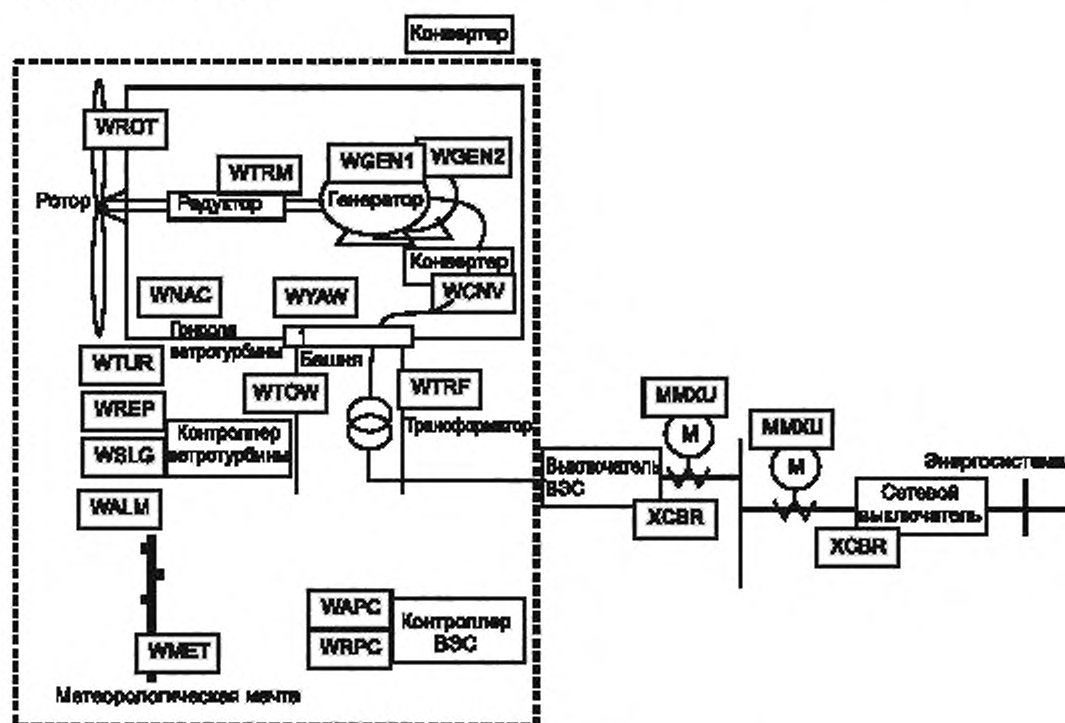 Конвертер
WROT
WTRM
WGEN1
WGEN2
Ротор
Редуктор
Генератор
Конвертер
WCNV
WNAC
WYAW
Гондола
ветротурбины
1
Башня
WTUR
WTOW
WTRF
WREP
WSLG
Контроллер
ветротурбины
Трансформатор
WALM
MMXU
M
MMXU
M
Выключатель
ВЭС
XCBR
Энергосистема
Сетевой
выключатель
XCBR
WAPC
WRPC
Контроллер
ВЭС
WMET
Метеорологическая мачта